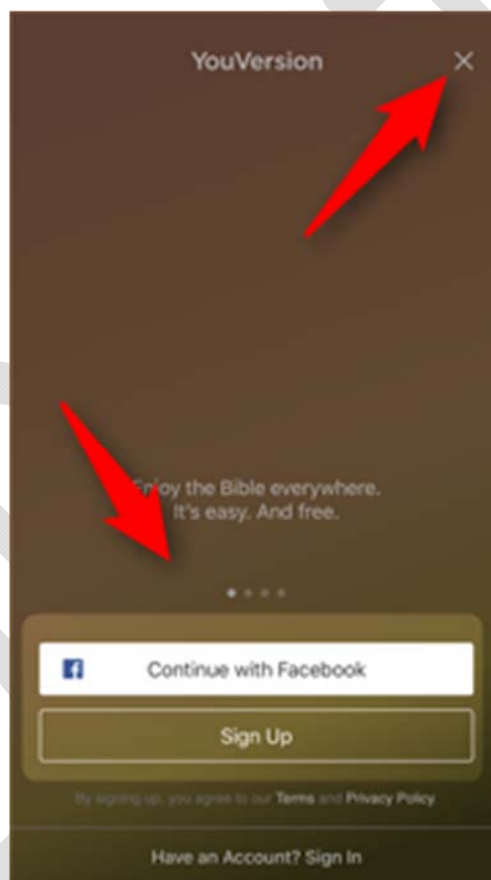 YouVersion
Enjoy the Bible everywhere.
It's easy. And free.
Continue with Facebook
Sign Up
By signing up, you agree to our Terms and Privacy Policy.
Have an Account? Sign In